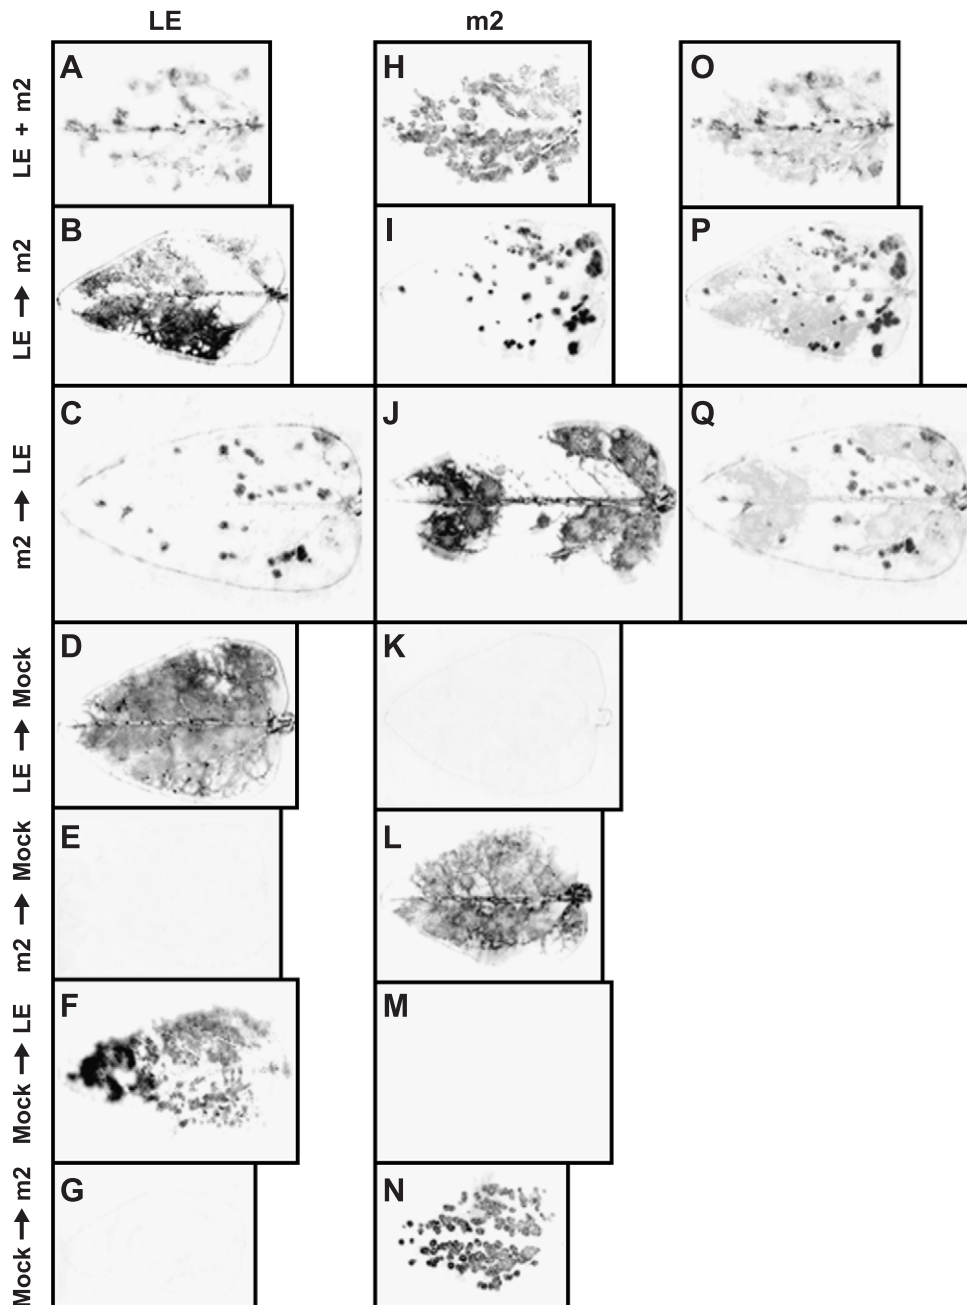 LE m2
LE + m2 A H O
LE → m2 B I P
m2 → LE C J Q
LE → Mock D K
m2 → Mock E L
Mock → LE F M
Mock → m2 G N